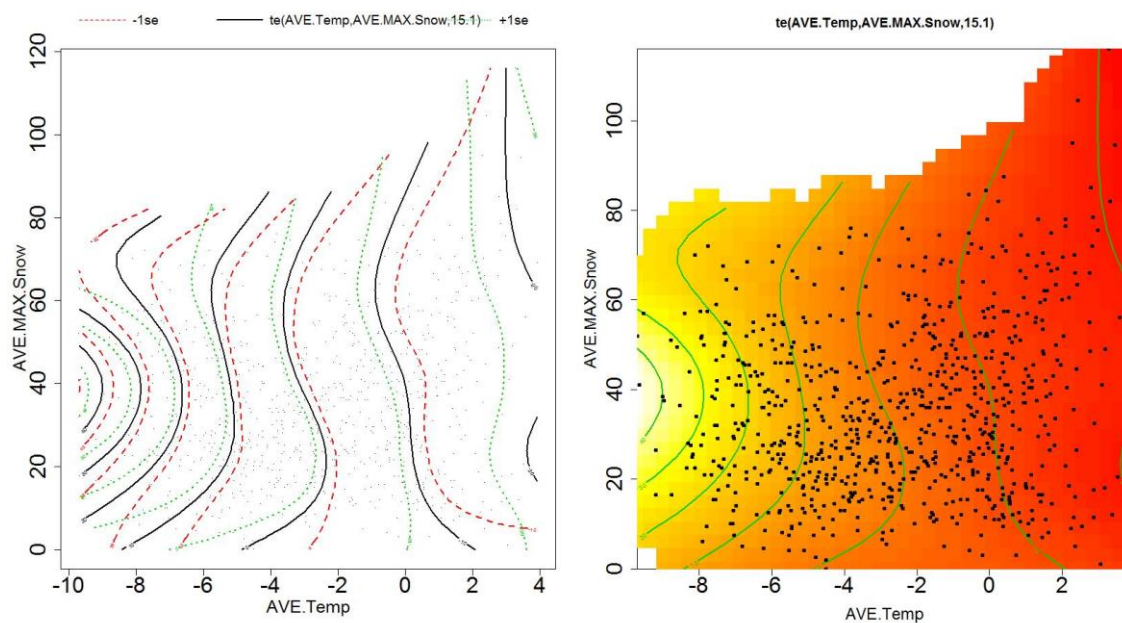 -1se te(AVE.Temp,AVE.MAX.Snow,15.1) +1se
te(AVE.Temp,AVE.MAX.Snow,15.1)
120
100
80
60
40
20
0
AVE.MAX.Snow
-10 -8 -6 -4 -2 0 2 4
AVE.Temp
100
80
60
40
20
0
AVE.MAX.Snow
-8 -6 -4 -2 0 2
AVE.Temp